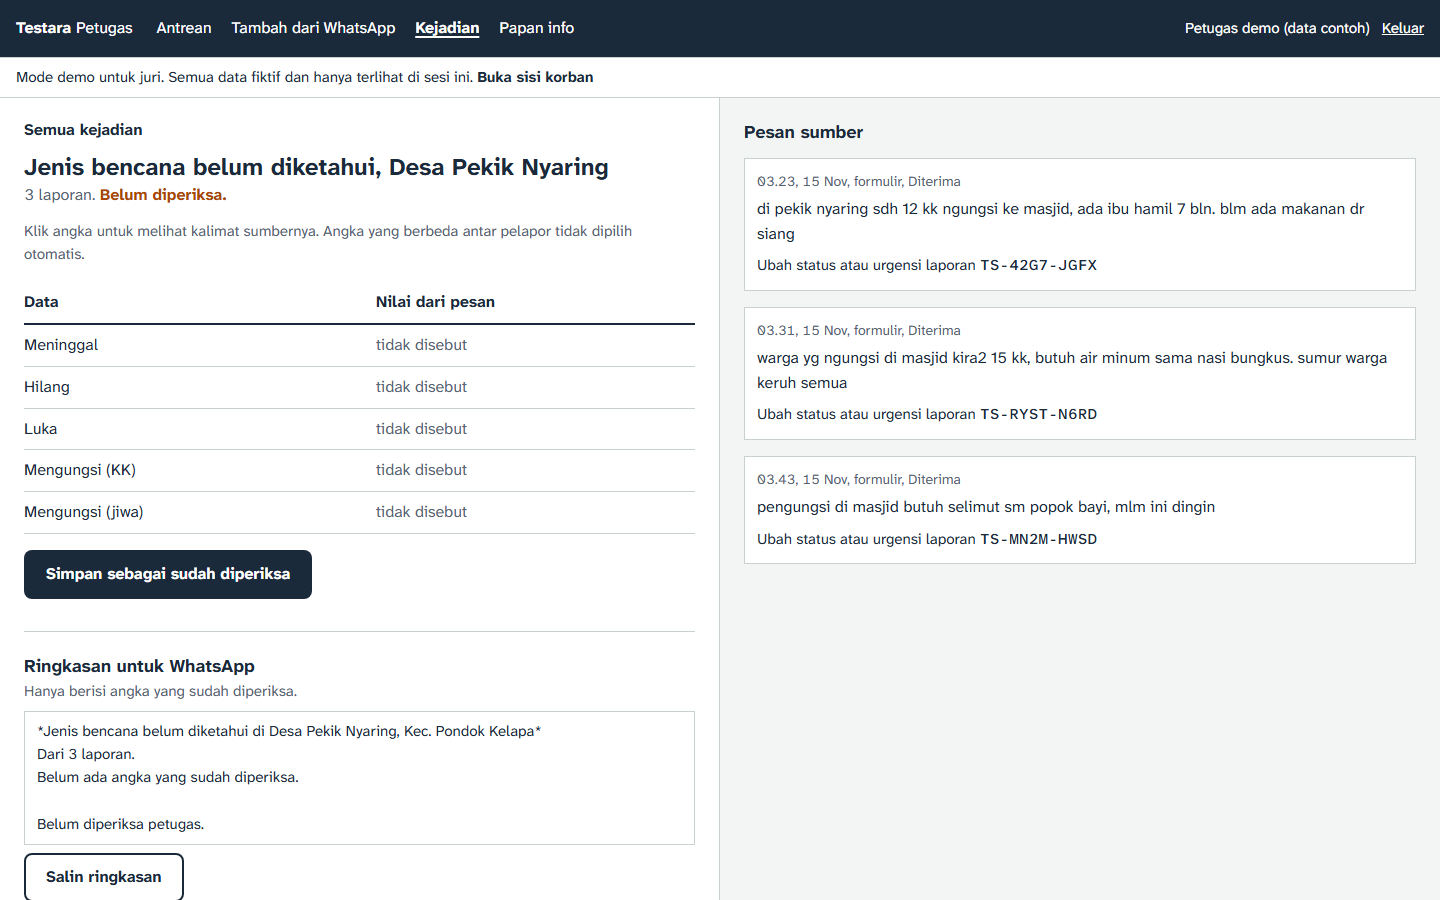 Testara Petugas Antrean Tambah dari WhatsApp Kejadian Papan info Petugas demo (data contoh) Keluar
Mode demo untuk juri. Semua data fiktif dan hanya terlihat di sesi ini. Buka sisi korban
Semua kejadian
Jenis bencana belum diketahui, Desa Pekik Nyaring
3 laporan. Belum diperiksa.
Klik angka untuk melihat kalimat sumbernya. Angka yang berbeda antar pelapor tidak dipilih
otomatis.
Data Nilai dari pesan
Meninggal tidak disebut
Hilang tidak disebut
Luka tidak disebut
Mengungsi (KK) tidak disebut
Mengungsi (jiwa) tidak disebut
Simpan sebagai sudah diperiksa
Ringkasan untuk WhatsApp
Hanya berisi angka yang sudah diperiksa.
*Jenis bencana belum diketahui di Desa Pekik Nyaring, Kec. Pondok Kelapa*
Dari 3 laporan.
Belum ada angka yang sudah diperiksa.
Belum diperiksa petugas.
Salin ringkasan
Pesan sumber
03.23, 15 Nov, formulir, Diterima
di pekik nyaring sdh 12 kk ngungsi ke masjid, ada ibu hamil 7 bln. blm ada makanan dr
siang
Ubah status atau urgensi laporan TS-42G7-JGFX
03.31, 15 Nov, formulir, Diterima
warga yg ngungsi di masjid kira2 15 kk, butuh air minum sama nasi bungkus. sumur warga
keruh semua
Ubah status atau urgensi laporan TS-RYST-N6RD
03.43, 15 Nov, formulir, Diterima
pengungsi di masjid butuh selimut sm popok bayi, mlm ini dingin
Ubah status atau urgensi laporan TS-MN2M-HWSD